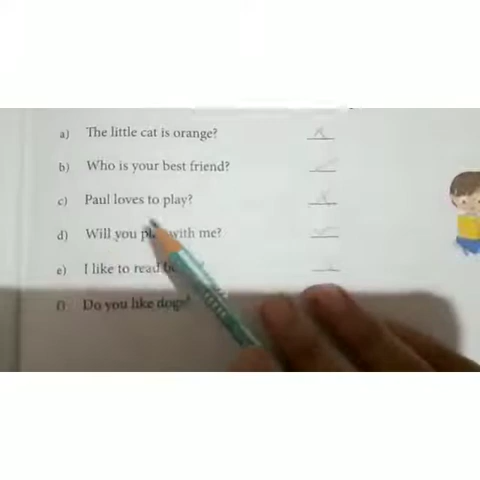 a) The little cat is orange?
b) Who is your best friend?
c) Paul loves to play?
d) Will you with me?
e) I like to read
f) Do you like dogs?